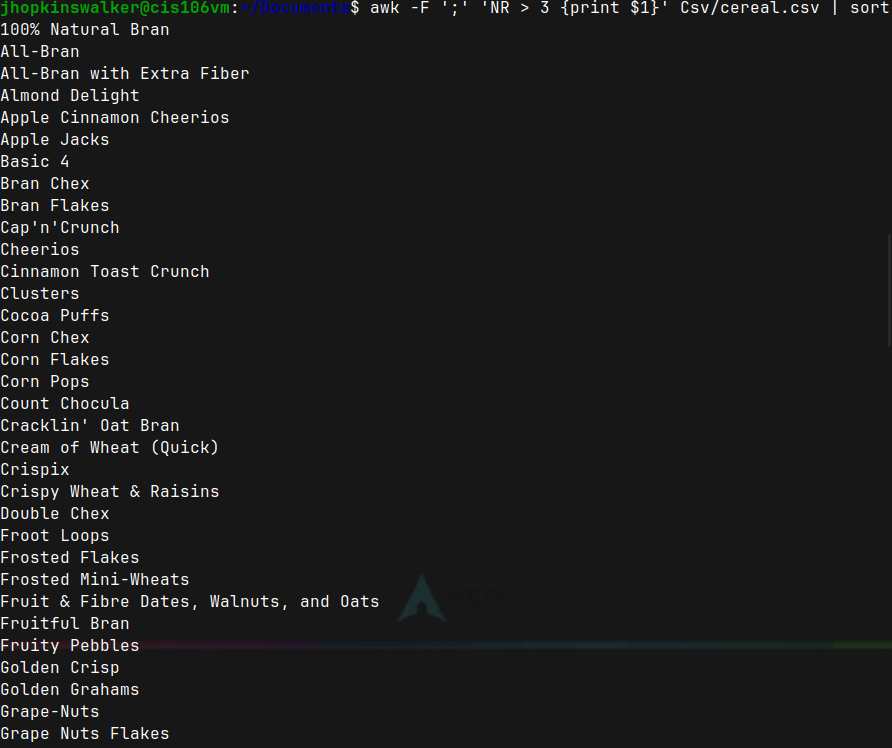 jhopkinswalker@cis106vm:~/Documents$ awk -F ';' 'NR > 3 {print $1}' Csv/cereal.csv | sort
100% Natural Bran
All-Bran
All-Bran with Extra Fiber
Almond Delight
Apple Cinnamon Cheerios
Apple Jacks
Basic 4
Bran Chex
Bran Flakes
Cap'n'Crunch
Cheerios
Cinnamon Toast Crunch
Clusters
Cocoa Puffs
Corn Chex
Corn Flakes
Corn Pops
Count Chocula
Cracklin' Oat Bran
Cream of Wheat (Quick)
Crispix
Crispy Wheat & Raisins
Double Chex
Froot Loops
Frosted Flakes
Frosted Mini-Wheats
Fruit & Fibre Dates, Walnuts, and Oats
Fruitful Bran
Fruity Pebbles
Golden Crisp
Golden Grahams
Grape-Nuts
Grape Nuts Flakes